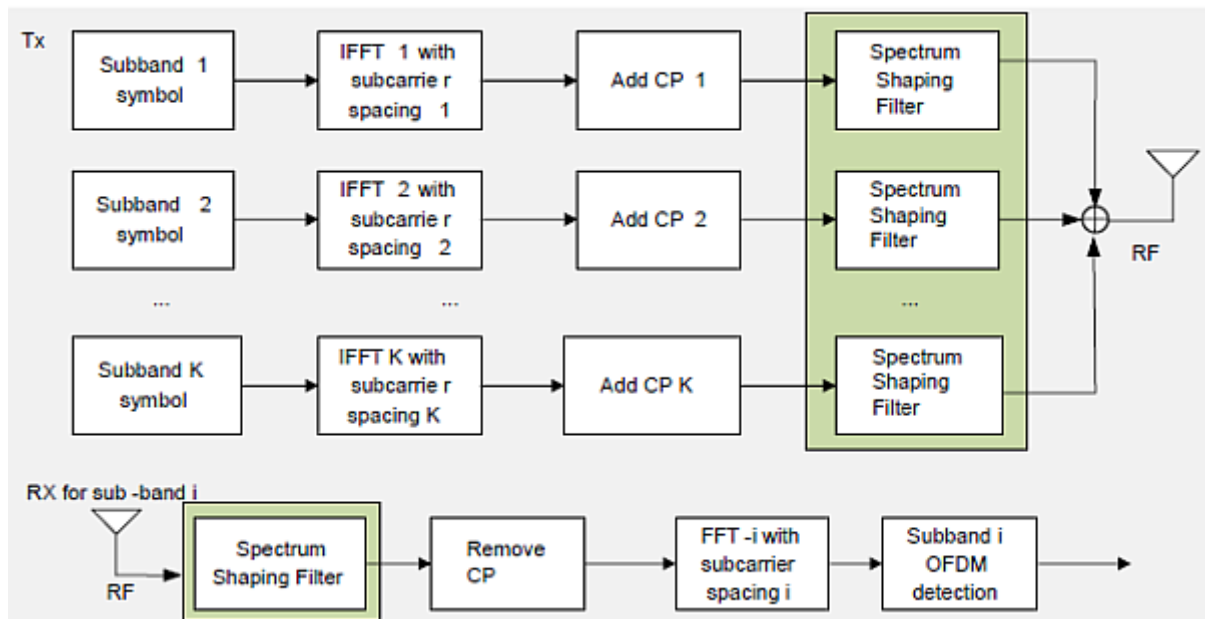 Tx
Subband 1
symbol
IFFT 1 with
subcarrie r
spacing 1
Add CP 1
Spectrum
Shaping
Filter
Subband 2
symbol
IFFT 2 with
subcarrie r
spacing 2
Add CP 2
Spectrum
Shaping
Filter
RF
...
...
...
Subband K
symbol
IFFT K with
subcarrie r
spacing K
Add CP K
Spectrum
Shaping
Filter
RX for sub -band i
RF
Spectrum
Shaping Filter
Remove
CP
FFT -i with
subcarrier
spacing i
Subband i
OFDM
detection